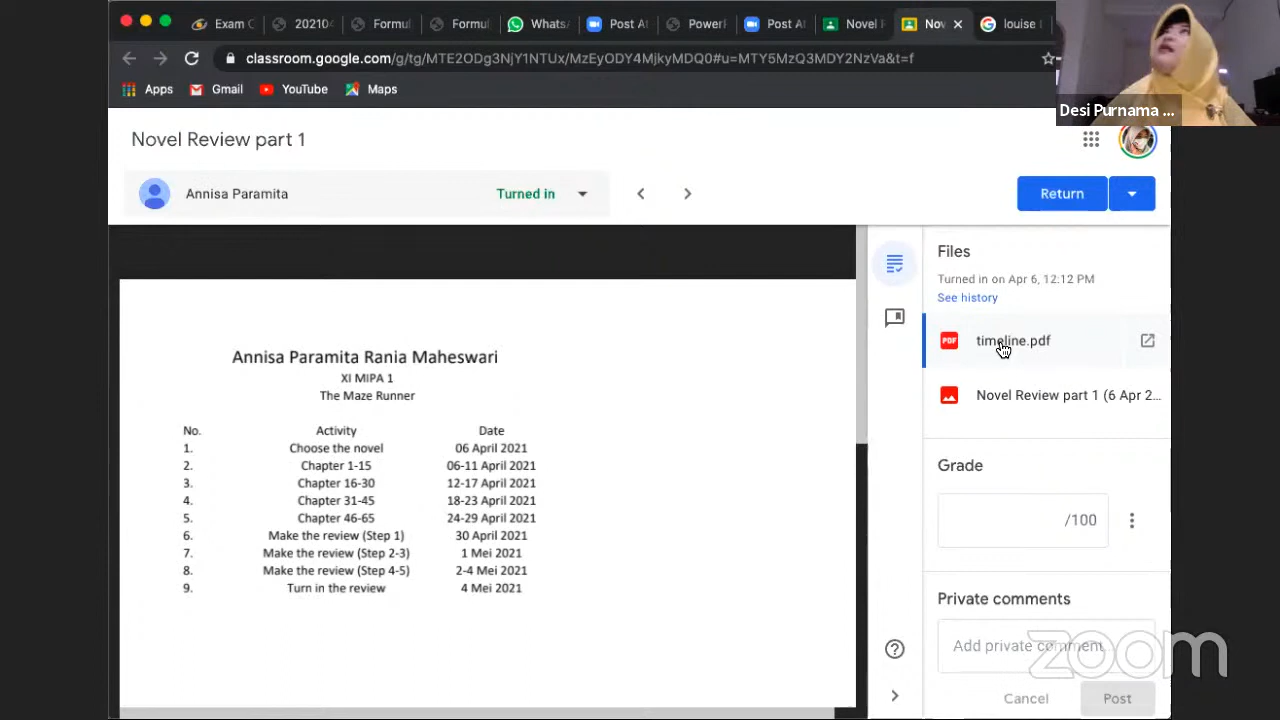 Exam
20210
Formul
Formul
Whats
Post A
PowerP
Post A
Novel
Nov
louise
classroom.google.com/g/tg/MTE2ODg3NjY1NTUx/MzEyODY4MjkyMDQ0#u=MTY5MzQ3MDY2NzVa&t=f
Apps Gmail YouTube Maps
Desi Purnama ...
Novel Review part 1
Annisa Paramita Turned in
Return
Files
Turned in on Apr 6, 12:12 PM
See history
PDF timeline.pdf
Novel Review part 1 (6 Apr 2...
Annisa Paramita Rania Maheswari
XI MIPA 1
The Maze Runner
No. Activity Date
1. Choose the novel 06 April 2021
2. Chapter 1-15 06-11 April 2021
3. Chapter 16-30 12-17 April 2021
4. Chapter 31-45 18-23 April 2021
5. Chapter 46-65 24-29 April 2021
6. Make the review (Step 1) 30 April 2021
7. Make the review (Step 2-3) 1 Mei 2021
8. Make the review (Step 4-5) 2-4 Mei 2021
9. Turn in the review 4 Mei 2021
Grade
/100
Private comments
Add private comment...
Cancel Post
zoom